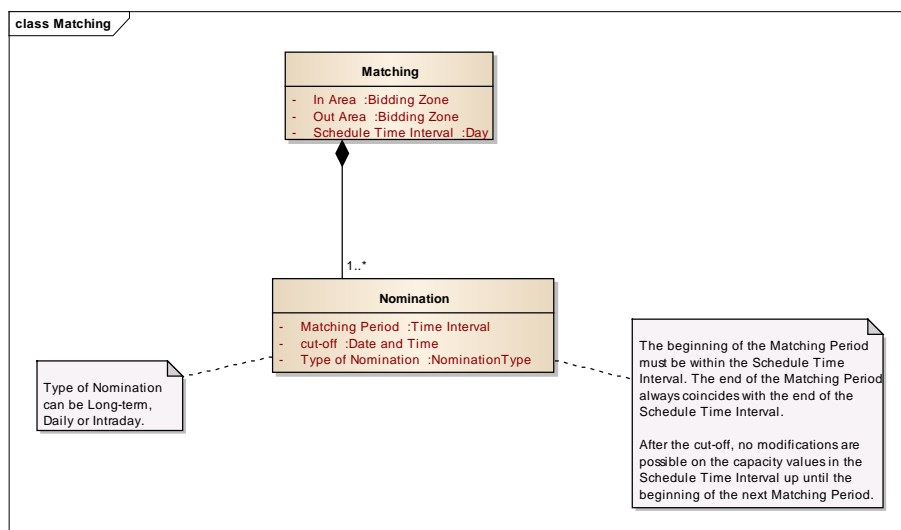 class Matching
Matching
- In Area :Bidding Zone
- Out Area :Bidding Zone
- Schedule Time Interval :Day
1..*
Nomination
- Matching Period :Time Interval
- cut-off :Date and Time
- Type of Nomination :NominationType
Type of Nomination
can be Long-term,
Daily or Intraday.
The beginning of the Matching Period
must be within the Schedule Time
Interval. The end of the Matching Period
always coincides with the end of the
Schedule Time Interval.
After the cut-off, no modifications are
possible on the capacity values in the
Schedule Time Interval up until the
beginning of the next Matching Period.